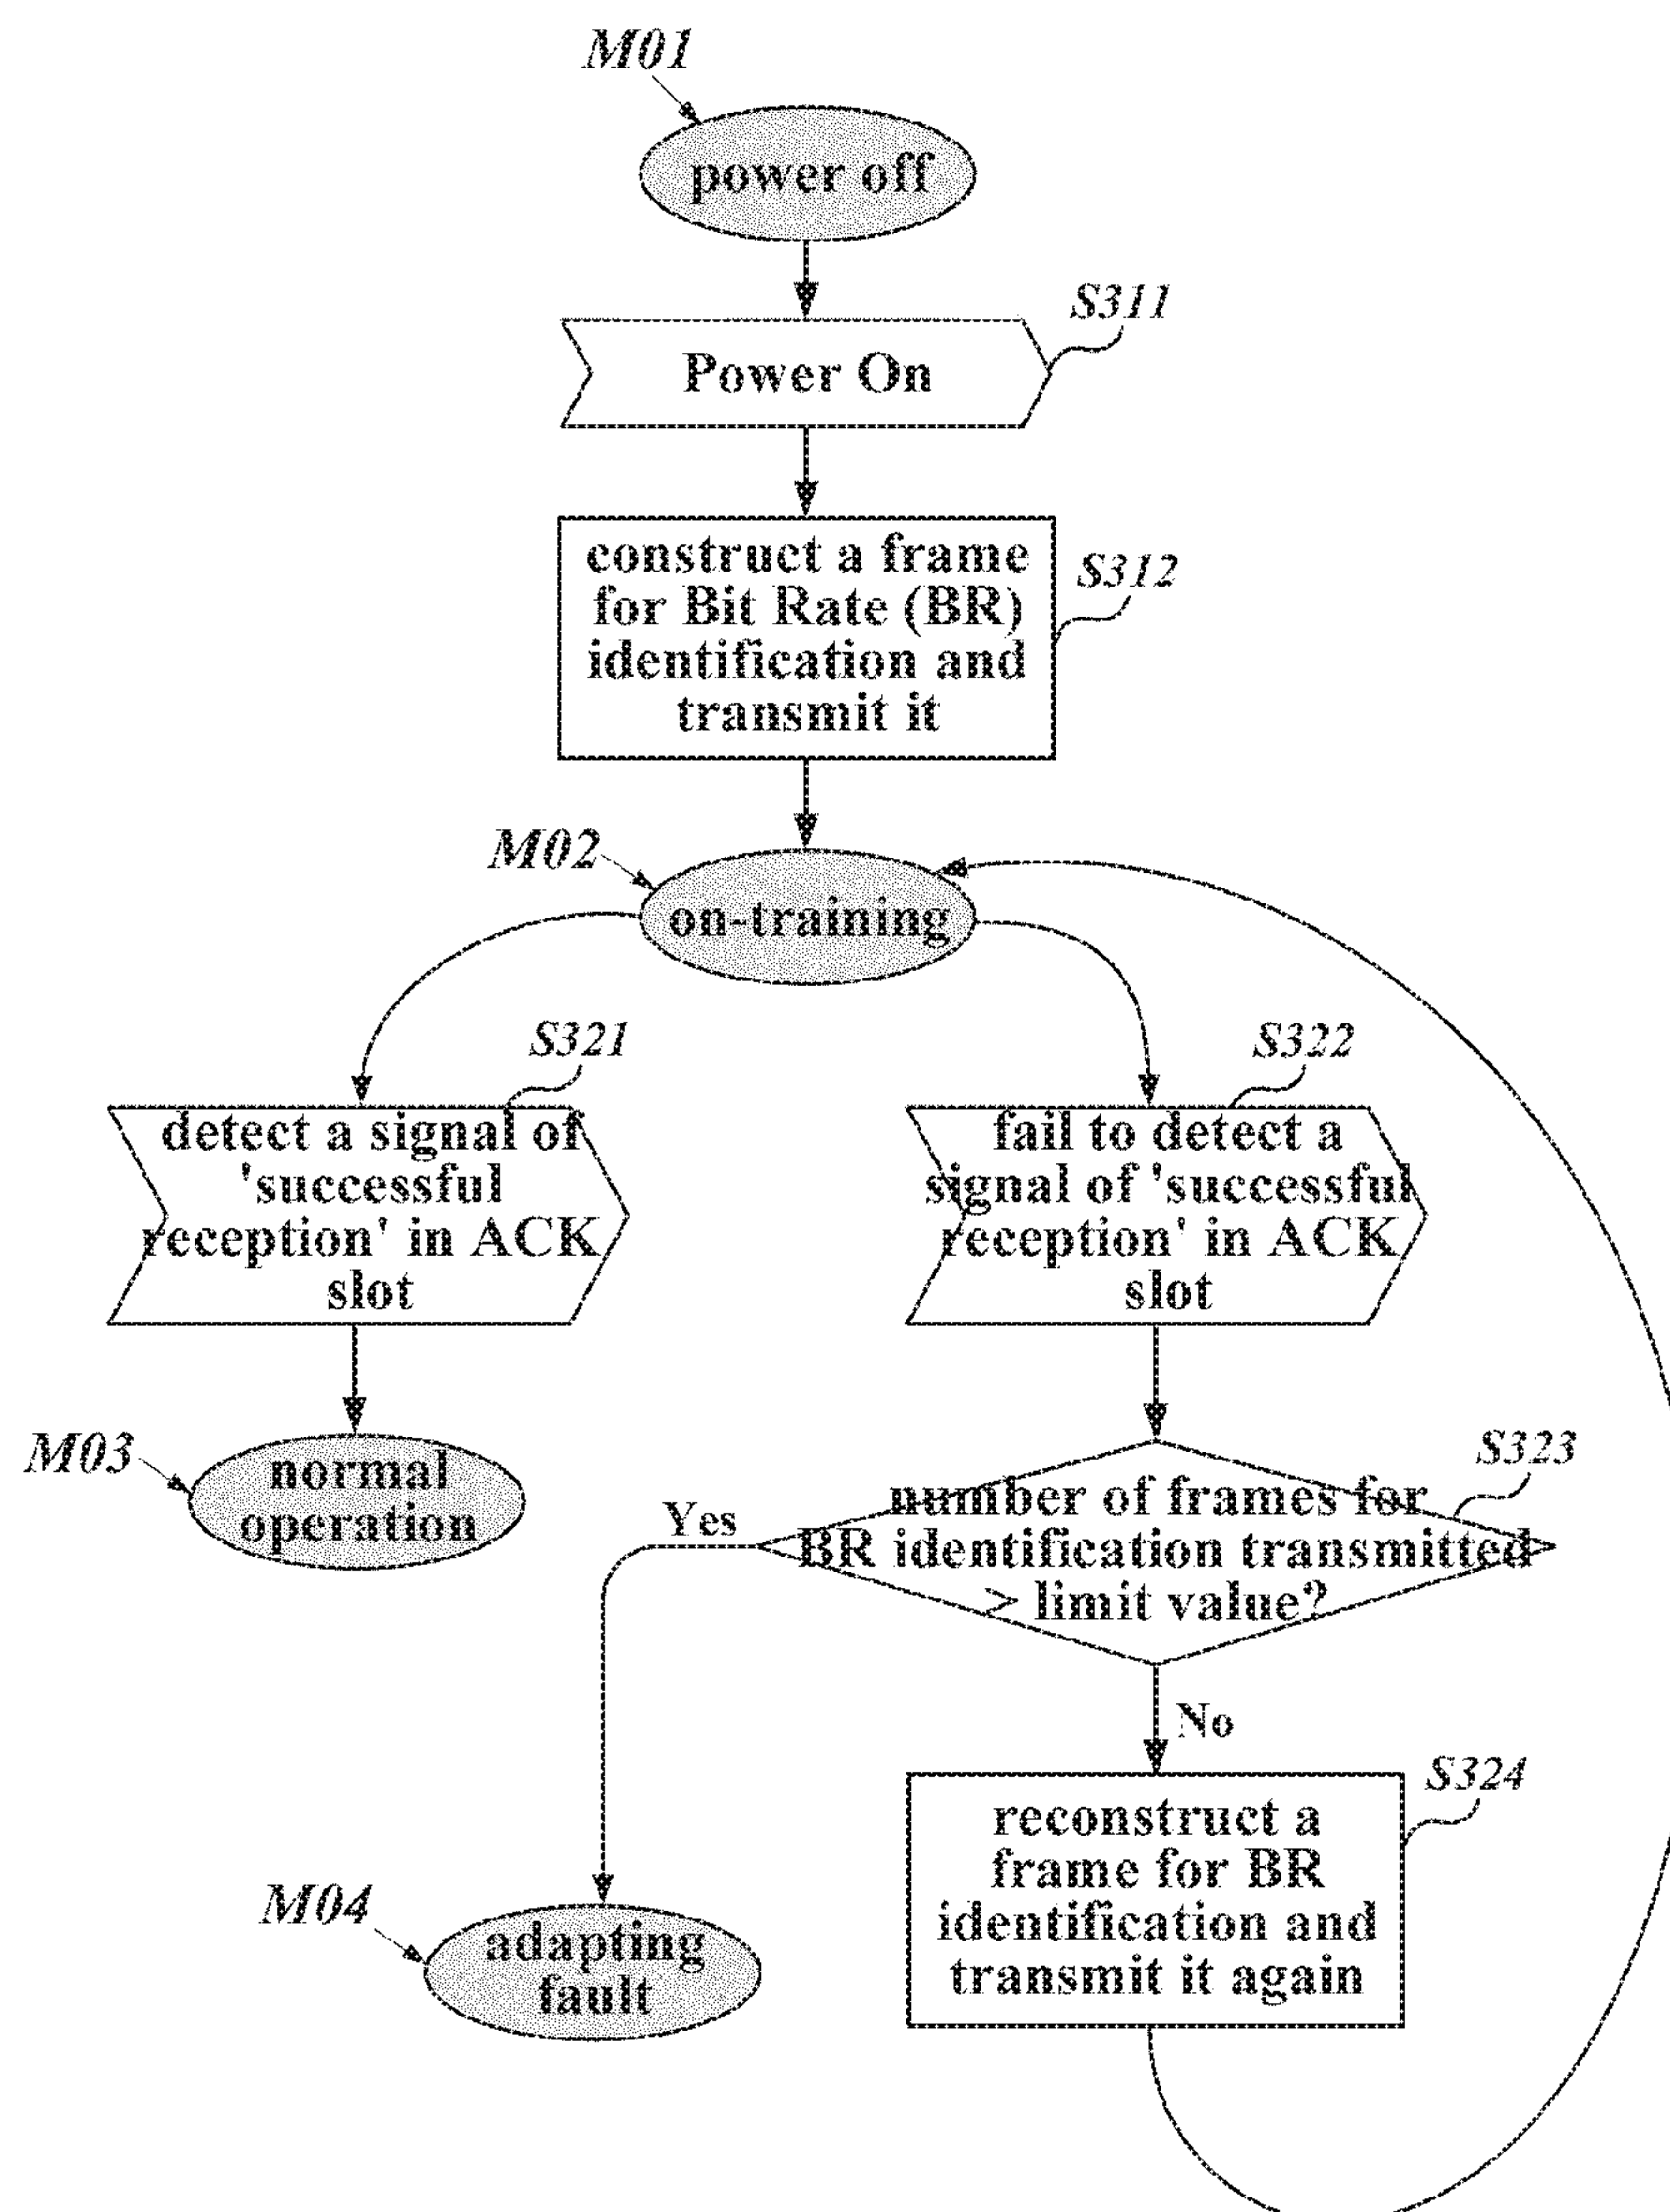 M01
power off
S311
Power On
S312
construct a frame
for Bit Rate (BR)
identification and
transmit it
M02
on-training
S321
detect a signal of
'successful
reception' in ACK
slot
S322
fail to detect a
signal of 'successful
reception' in ACK
slot
M03
normal
operation
S323
number of frames for
BR identification transmitted
> limit value?
Yes
No
S324
reconstruct a
frame for BR
identification and
transmit it again
M04
adapting
fault